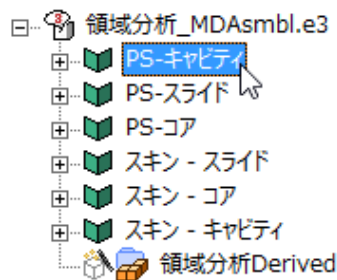 領域分析_MDAsmbl.e3
PS-キャビティ
PS-スライド
PS-コア
スキン - スライド
スキン - コア
スキン - キャビティ
領域分析Derived